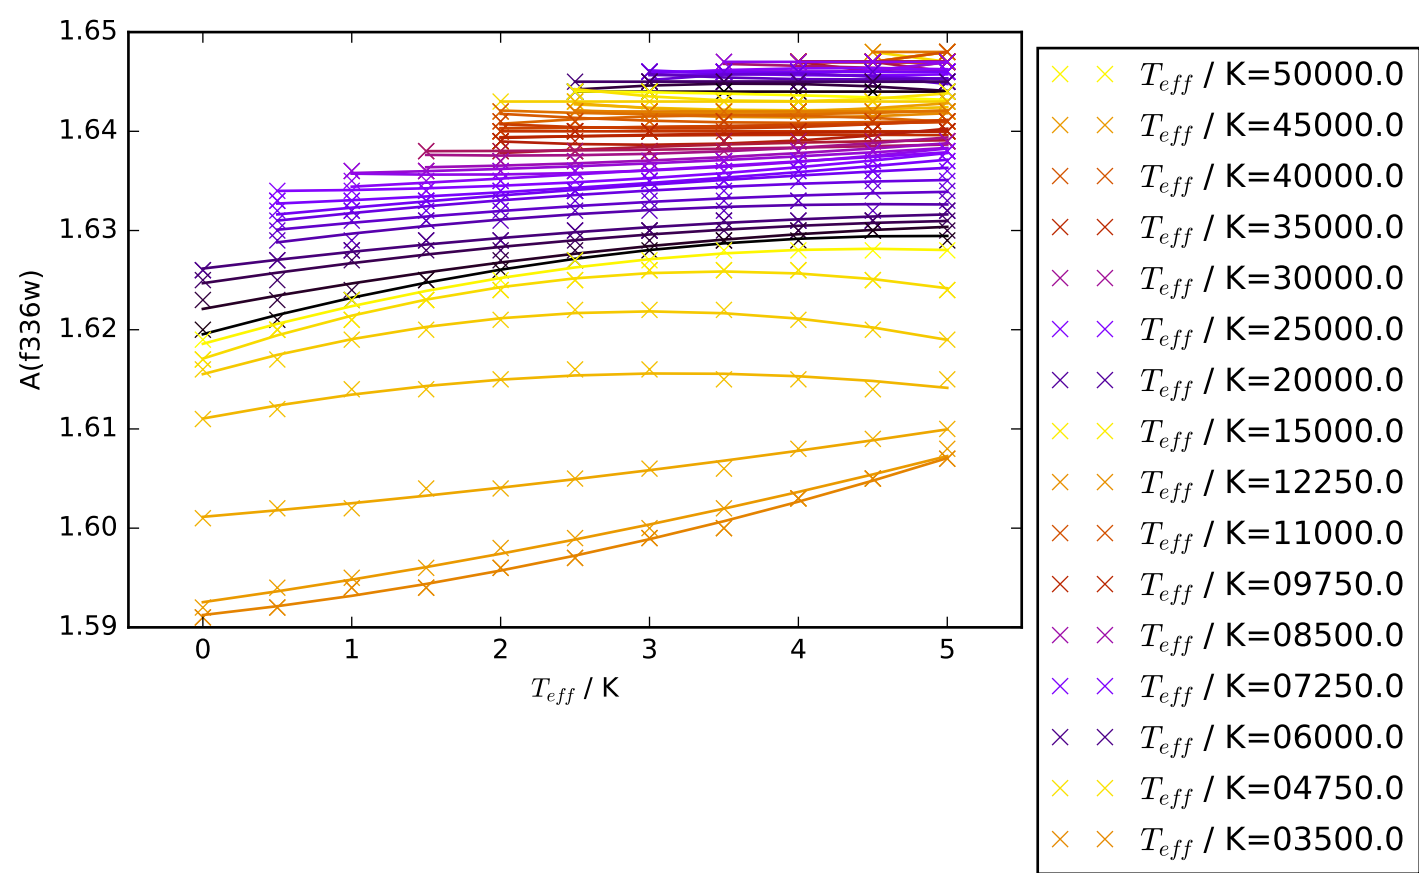 1.65
1.64
1.63
1.62
1.61
1.60
1.59
A(f336w)
0 1 2 3 4 5
T_eff / K
T_eff / K=50000.0
T_eff / K=45000.0
T_eff / K=40000.0
T_eff / K=35000.0
T_eff / K=30000.0
T_eff / K=25000.0
T_eff / K=20000.0
T_eff / K=15000.0
T_eff / K=12250.0
T_eff / K=11000.0
T_eff / K=09750.0
T_eff / K=08500.0
T_eff / K=07250.0
T_eff / K=06000.0
T_eff / K=04750.0
T_eff / K=03500.0